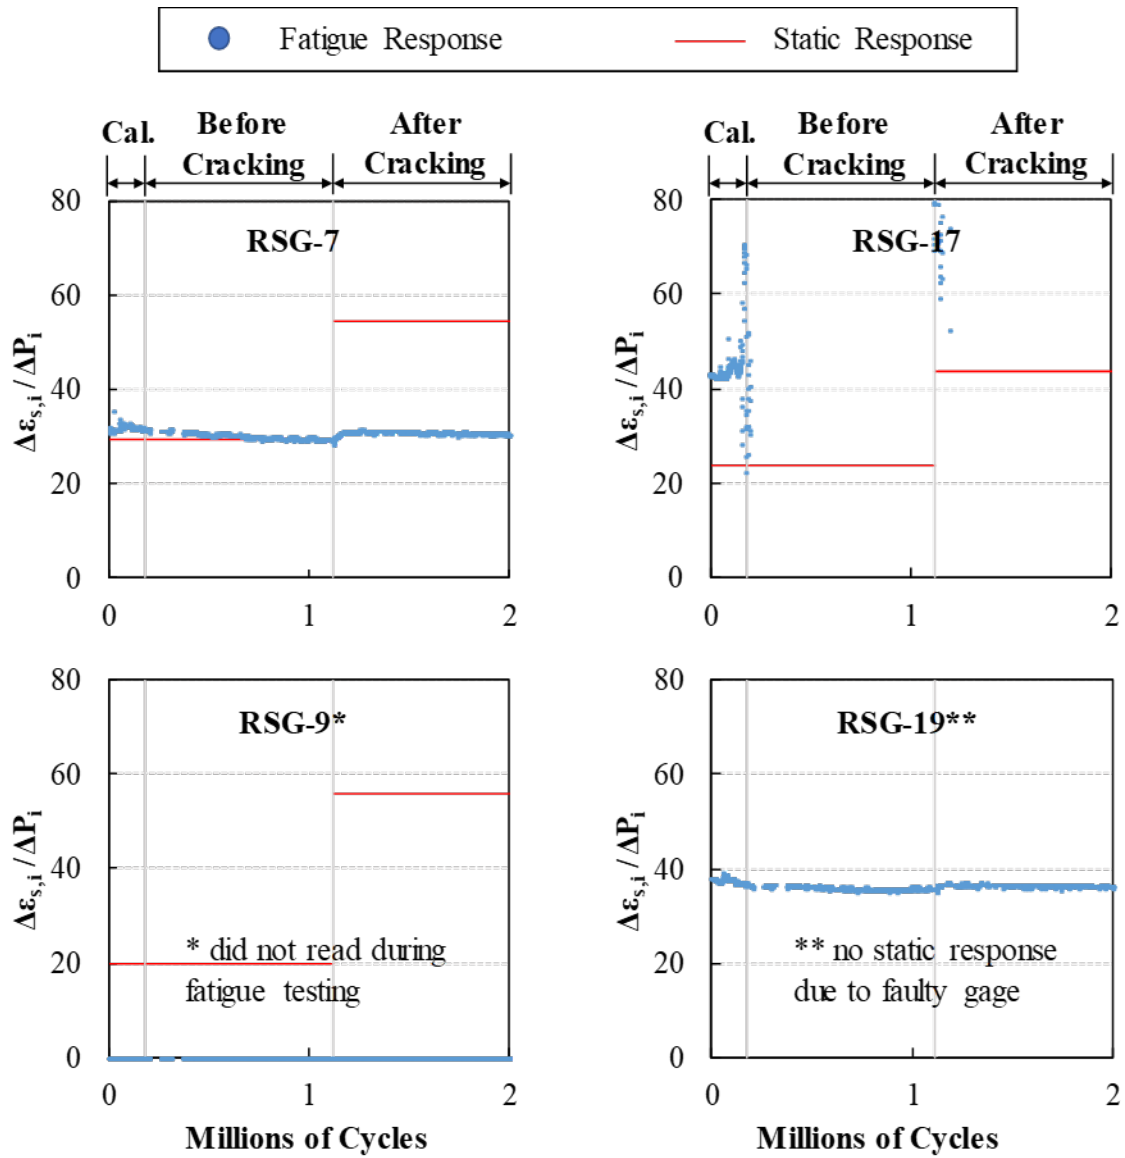 Fatigue Response
Static Response
Cal.
Before
Cracking
After
Cracking
Cal.
Before
Cracking
After
Cracking
RSG-7
80
60
40
20
0
Δεs,i / ΔPi
0
1
2
RSG-17
80
60
40
20
0
Δεs,i / ΔPi
0
1
2
RSG-9*
80
60
40
20
0
Δεs,i / ΔPi
* did not read during
fatigue testing
0
1
2
Millions of Cycles
RSG-19**
80
60
40
20
0
Δεs,i / ΔPi
** no static response
due to faulty gage
0
1
2
Millions of Cycles